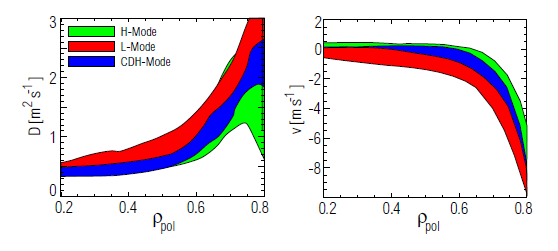 3
2
1
0
D [m² s⁻¹]
H-Mode
L-Mode
CDH-Mode
0.2 0.4 0.6 0.8
ρpol
2
0
-2
-4
-6
-8
v [m s⁻¹]
0.2 0.4 0.6 0.8
ρpol